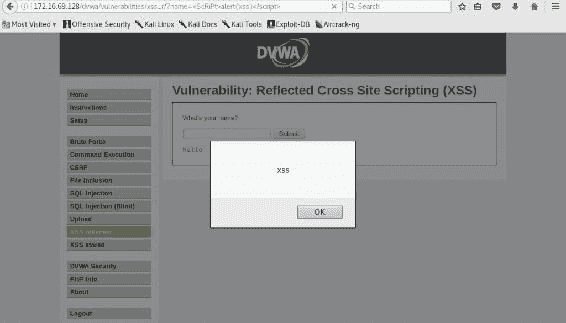 172.16.69.128/dvwa/vulnerabilities/xss_r/?name=<ScRiPt>alert(xss)</script>
Search
Most Visited
Offensive Security
Kali Linux
Kali Docs
Kali Tools
Exploit-DB
Aircrack-ng
DVWA
Home
Instructions
Setup
Brute Force
Command Execution
CSRF
File Inclusion
SQL Injection
SQL Injection (Blind)
Upload
XSS reflected
XSS stored
DVWA Security
PHP Info
About
Logout
Vulnerability: Reflected Cross Site Scripting (XSS)
What's your name?
Submit
Hello
xss
OK